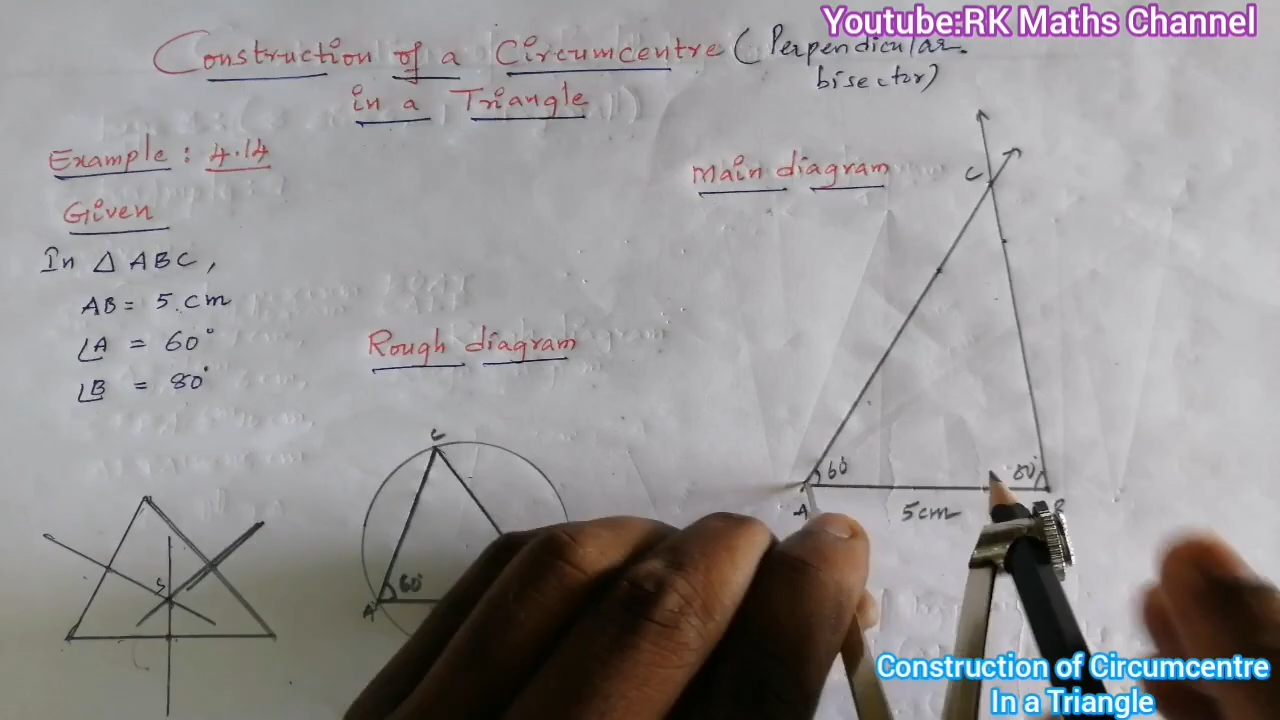 Youtube:RK Maths Channel
Construction of a Circumcentre (Perpendicular
bisector)
in a Triangle
Example : 4.14
Given
In △ ABC,
AB = 5 cm
∠A = 60°
∠B = 80°
Rough diagram
C
A
60°
S
Main diagram
C
60°
80°
A
5cm
B
Construction of Circumcentre
In a Triangle